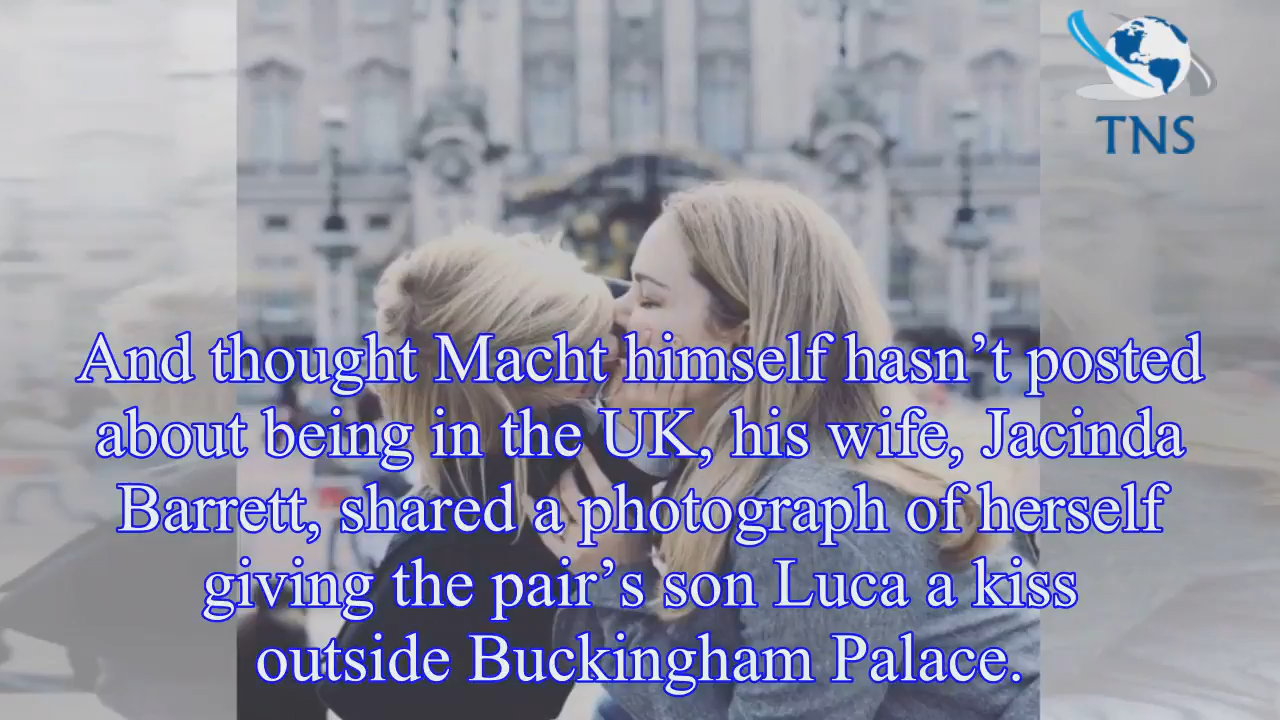 TNS
And thought Macht himself hasn’t posted
about being in the UK, his wife, Jacinda
Barrett, shared a photograph of herself
giving the pair’s son Luca a kiss
outside Buckingham Palace.